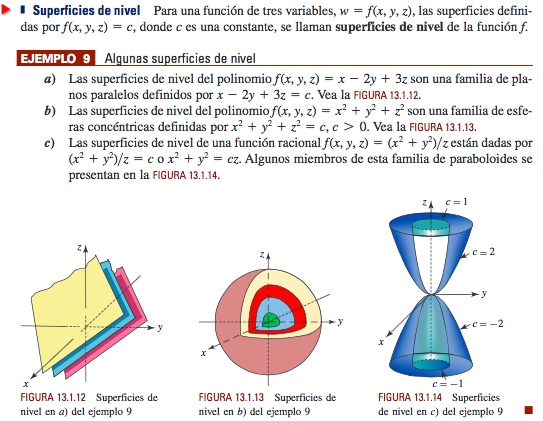 Superficies de nivel Para una función de tres variables, w = f(x, y, z), las superficies defini-
das por f(x, y, z) = c, donde c es una constante, se llaman superficies de nivel de la función f.
EJEMPLO 9 Algunas superficies de nivel
a) Las superficies de nivel del polinomio f(x, y, z) = x − 2y + 3z son una familia de pla-
nos paralelos definidos por x − 2y + 3z = c. Vea la FIGURA 13.1.12.
b) Las superficies de nivel del polinomio f(x, y, z) = x² + y² + z² son una familia de esfe-
ras concéntricas definidas por x² + y² + z² = c, c > 0. Vea la FIGURA 13.1.13.
c) Las superficies de nivel de una función racional f(x, y, z) = (x² + y²)/z están dadas por
(x² + y²)/z = c o x² + y² = cz. Algunos miembros de esta familia de paraboloides se
presentan en la FIGURA 13.1.14.
z
y
x
FIGURA 13.1.12 Superficies de
nivel en a) del ejemplo 9
z
y
x
FIGURA 13.1.13 Superficies de
nivel en b) del ejemplo 9
z
c = 1
c = 2
y
c = −2
x
c = −1
FIGURA 13.1.14 Superficies
de nivel en c) del ejemplo 9